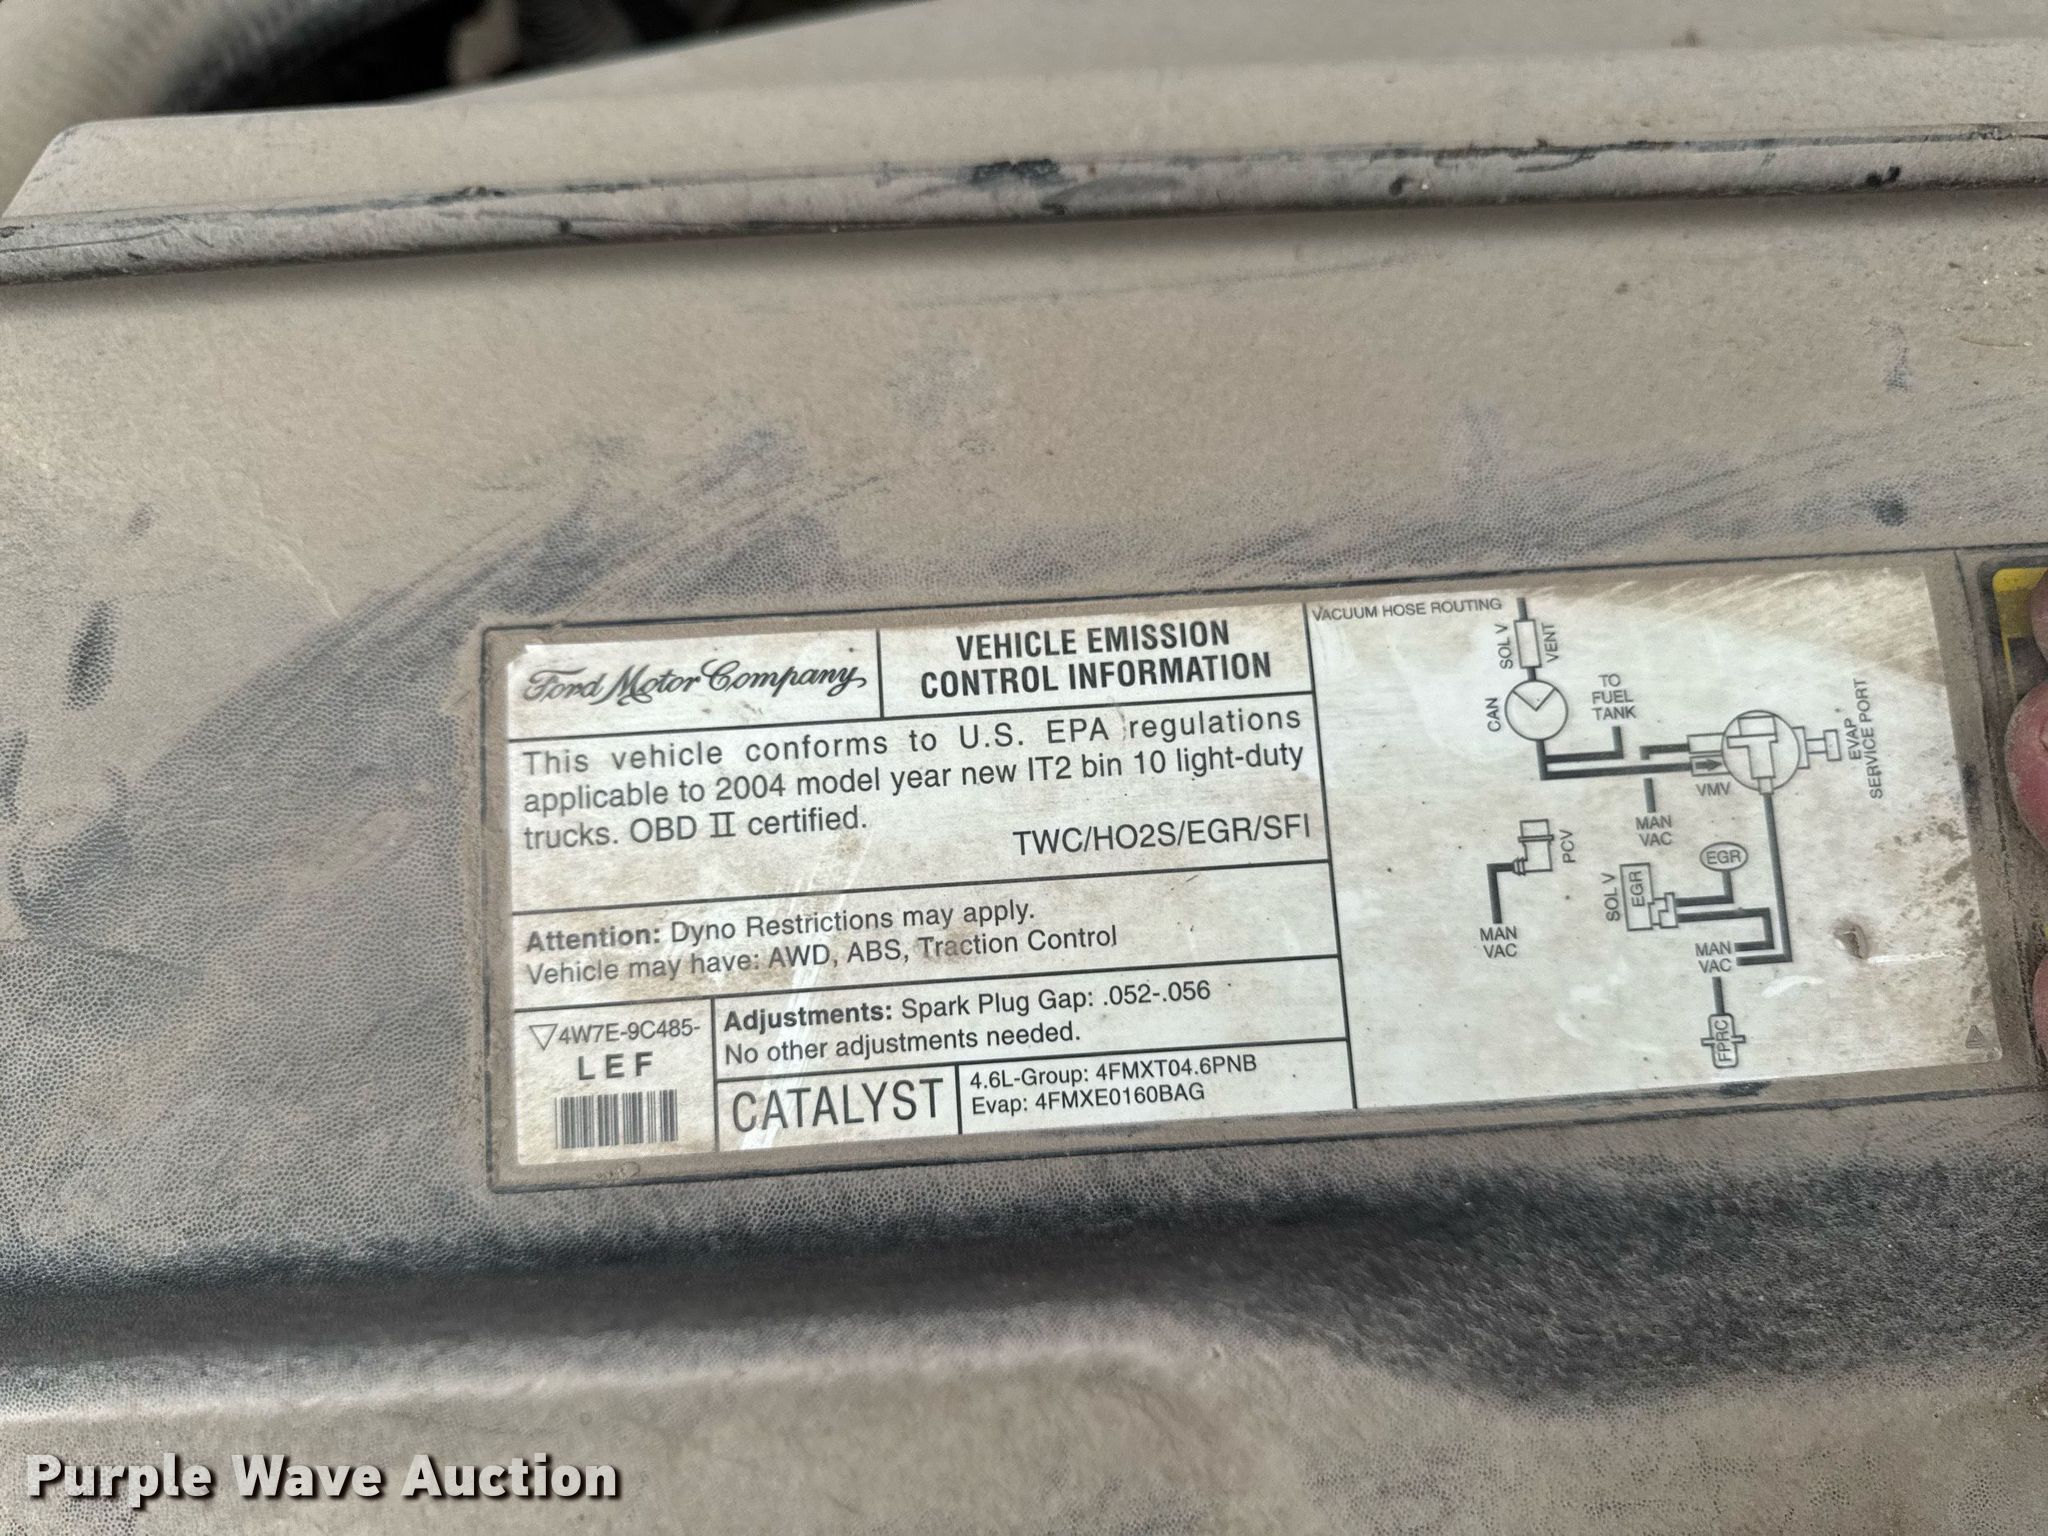 Ford Motor Company
VEHICLE EMISSION
CONTROL INFORMATION
This vehicle conforms to U.S. EPA regulations
applicable to 2004 model year new IT2 bin 10 light-duty
trucks. OBD II certified.
TWC/HO2S/EGR/SFI
Attention: Dyno Restrictions may apply.
Vehicle may have: AWD, ABS, Traction Control
4W7E-9C485-
LEF
Adjustments: Spark Plug Gap: .052-.056
No other adjustments needed.
CATALYST
4.6L-Group: 4FMXT04.6PNB
Evap: 4FMXE0160BAG
VACUUM HOSE ROUTING
SOL V
VENT
CAN
TO
FUEL
TANK
EVAP
SERVICE PORT
VMV
MAN
VAC
PCV
MAN
VAC
SOL V
EGR
EGR
MAN
VAC
FPRC
Purple Wave Auction